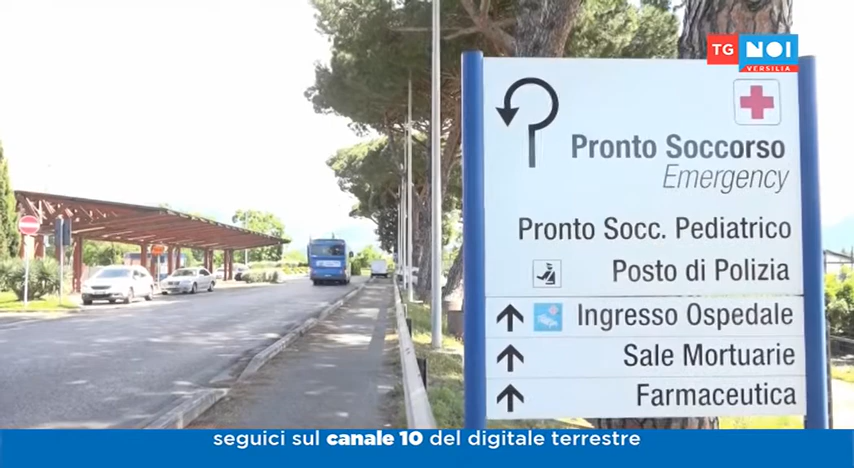 TG NOI
VERSILIA
Pronto Soccorso
Emergency
Pronto Socc. Pediatrico
Posto di Polizia
Ingresso Ospedale
Sale Mortuarie
Farmaceutica
seguici sul canale 10 del digitale terrestre